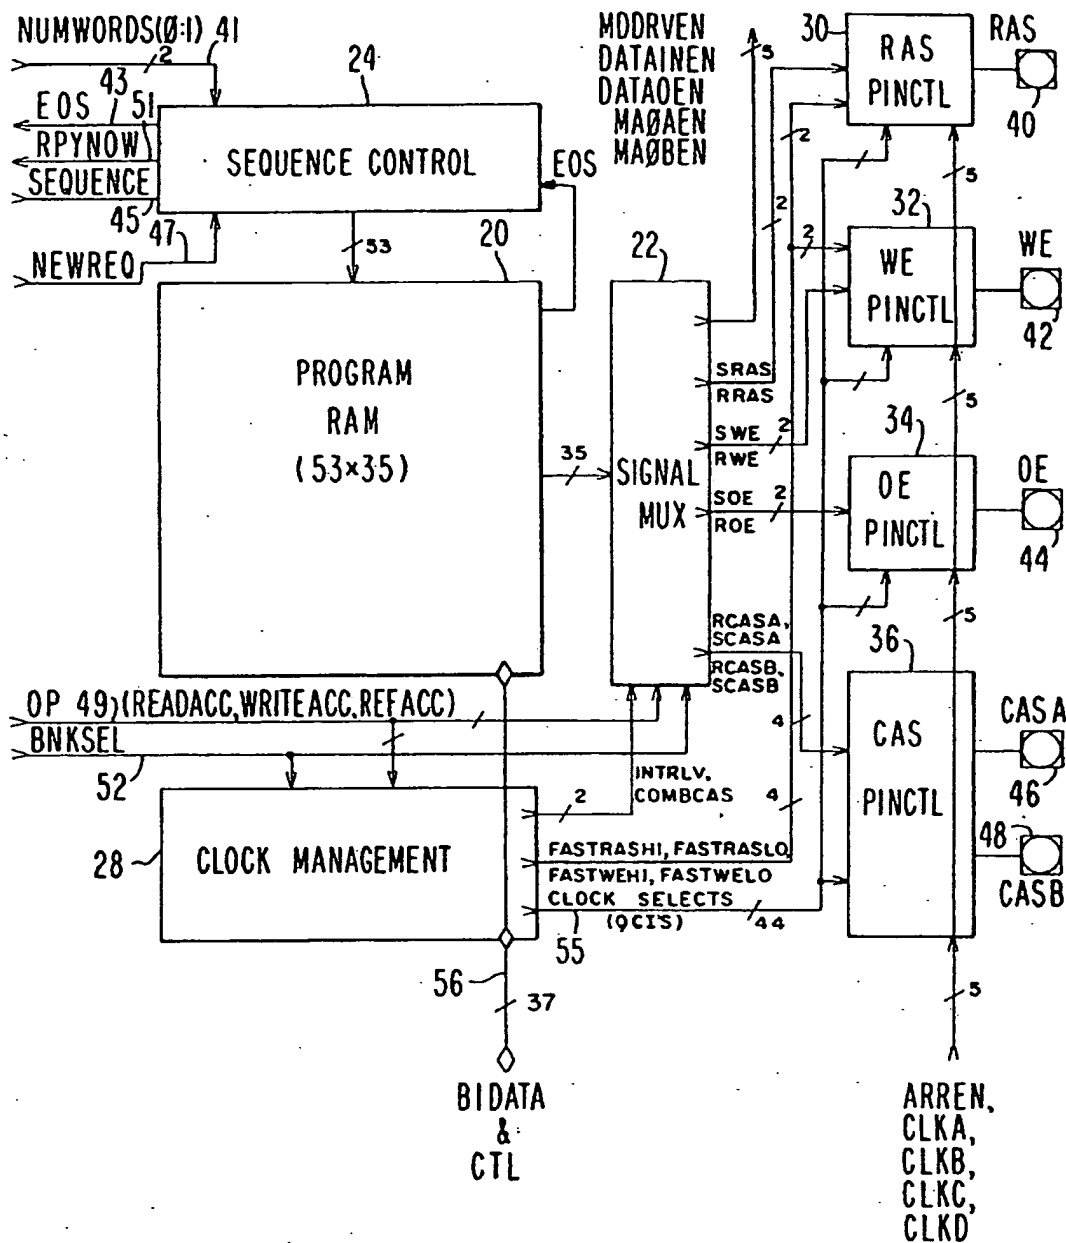 NUMWORDS(0:1) 41
2
43
EOS
51
RPYNOW
SEQUENCE
45
47
NEWREQ
24
SEQUENCE CONTROL
EOS
53
20
PROGRAM
RAM
(53×35)
35
22
SIGNAL
MUX
MDDRVEN
DATAINEN
DATAOEN
MA0AEN
MA0BEN
5
2
2
2
SRAS
RRAS
SWE
RWE
2
SOE
ROE
2
RCASA,
SCASA
RCASB,
SCASB
4
4
30
RAS
PINCTL
RAS
40
5
32
WE
PINCTL
WE
42
5
34
OE
PINCTL
OE
44
5
36
CAS
PINCTL
CASA
46
48
CASB
OP 49)(READACC,WRITEACC.REFACC)
BNKSEL
52
INTRLV.
COMBCAS
2
28
CLOCK MANAGEMENT
FASTRASHI, FASTRASLO
FASTWEHI, FASTWELO
CLOCK SELECTS
(QCI'S)
44
55
56
37
BIDATA
&
CTL
5
ARREN,
CLKA,
CLKB,
CLKC,
CLKD